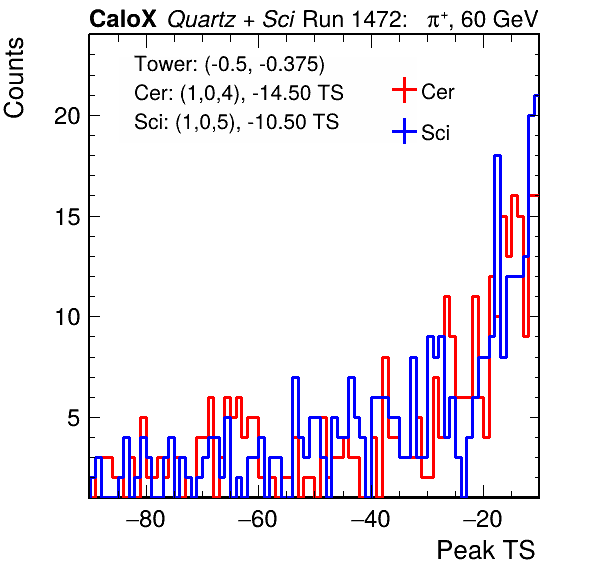 CaloX Quartz + Sci Run 1472: π⁺, 60 GeV
Counts
Tower: (-0.5, -0.375)
Cer: (1,0,4), -14.50 TS
Sci: (1,0,5), -10.50 TS
Cer
Sci
20
15
10
5
−80 −60 −40 −20
Peak TS